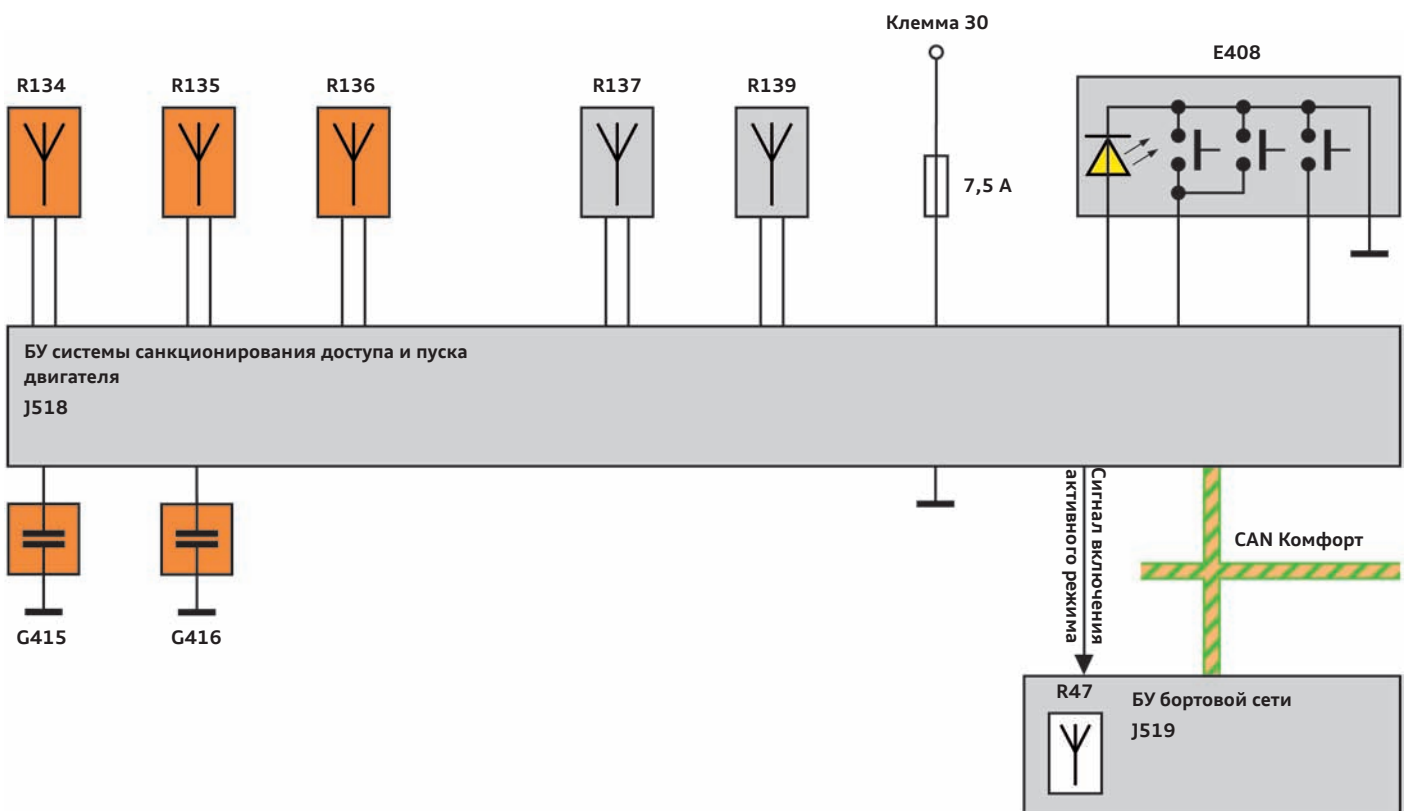 Клемма 30
E408
R134
R135
R136
R137
R139
7,5 А
БУ системы санкционирования доступа и пуска
двигателя
J518
Сигнал включения
активного режима
CAN Комфорт
G415
G416
R47
БУ бортовой сети
J519